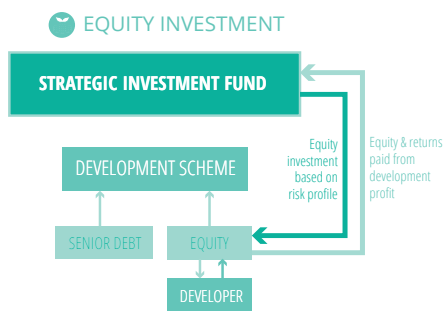 EQUITY INVESTMENT
STRATEGIC INVESTMENT FUND
Equity
investment
based on
risk profile
Equity & returns
paid from
development
profit
DEVELOPMENT SCHEME
SENIOR DEBT
EQUITY
DEVELOPER